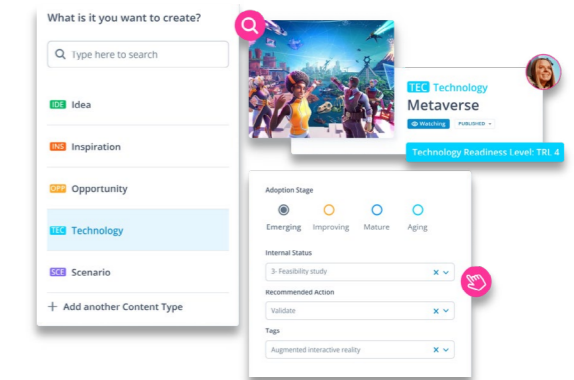 What is it you want to create?
Type here to search
IDE Idea
INS Inspiration
OPP Opportunity
TEC Technology
SCE Scenario
+ Add another Content Type
TEC Technology
Metaverse
Watching PUBLISHED
Technology Readiness Level: TRL 4
Adoption Stage
Emerging Improving Mature Aging
Internal Status
3- Feasibility study
Recommended Action
Validate
Tags
Augmented interactive reality